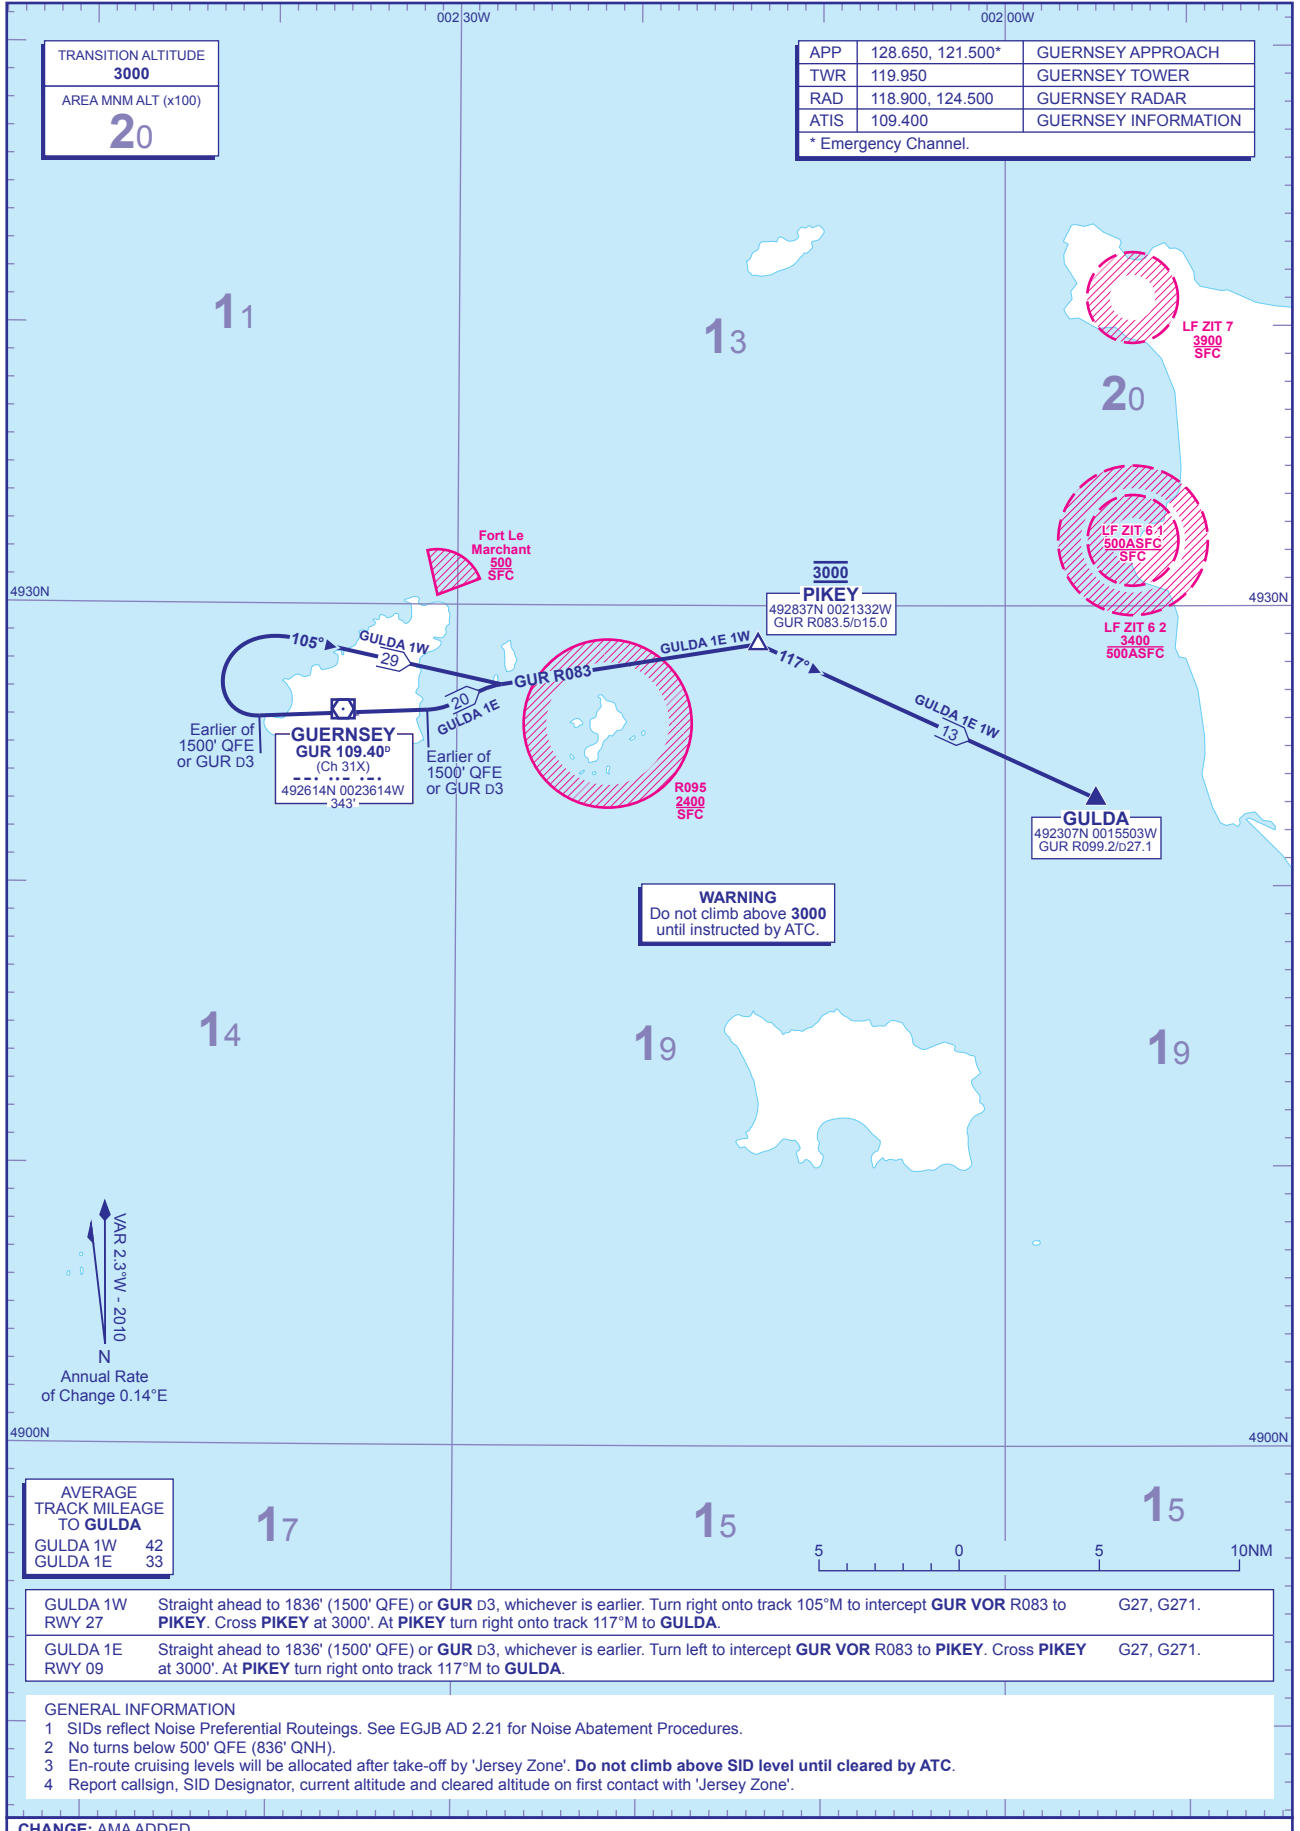 002 30W
002 00W
TRANSITION ALTITUDE
3000
AREA MNM ALT (x100)
20
APP 128.650, 121.500* GUERNSEY APPROACH
TWR 119.950 GUERNSEY TOWER
RAD 118.900, 124.500 GUERNSEY RADAR
ATIS 109.400 GUERNSEY INFORMATION
* Emergency Channel.
11
13
LF ZIT 7
3900
SFC
20
Fort Le
Marchant
500
SFC
LF ZIT 6 1
500ASFC
SFC
4930N
4930N
LF ZIT 6 2
3400
500ASFC
3000
PIKEY
492837N 0021332W
GUR R083.5/D15.0
105°
GULDA 1W
29
GULDA 1E 1W
GUR R083
117°
20
GULDA 1E
GULDA 1E 1W
13
Earlier of
1500' QFE
or GUR D3
GUERNSEY
GUR 109.40D
(Ch 31X)
492614N 0023614W
343'
Earlier of
1500' QFE
or GUR D3
R095
2400
SFC
GULDA
492307N 0015503W
GUR R099.2/D27.1
WARNING
Do not climb above 3000
until instructed by ATC.
14
19
19
VAR 2.3°W - 2010
N
Annual Rate
of Change 0.14°E
4900N
4900N
AVERAGE
TRACK MILEAGE
TO GULDA
GULDA 1W 42
GULDA 1E 33
17
15
15
5 0 5 10NM
GULDA 1W Straight ahead to 1836' (1500' QFE) or GUR D3, whichever is earlier. Turn right onto track 105°M to intercept GUR VOR R083 to G27, G271.
RWY 27 PIKEY. Cross PIKEY at 3000'. At PIKEY turn right onto track 117°M to GULDA.
GULDA 1E Straight ahead to 1836' (1500' QFE) or GUR D3, whichever is earlier. Turn left to intercept GUR VOR R083 to PIKEY. Cross PIKEY G27, G271.
RWY 09 at 3000'. At PIKEY turn right onto track 117°M to GULDA.
GENERAL INFORMATION
1 SIDs reflect Noise Preferential Routeings. See EGJB AD 2.21 for Noise Abatement Procedures.
2 No turns below 500' QFE (836' QNH).
3 En-route cruising levels will be allocated after take-off by 'Jersey Zone'. Do not climb above SID level until cleared by ATC.
4 Report callsign, SID Designator, current altitude and cleared altitude on first contact with 'Jersey Zone'.
CHANGE: AMA ADDED